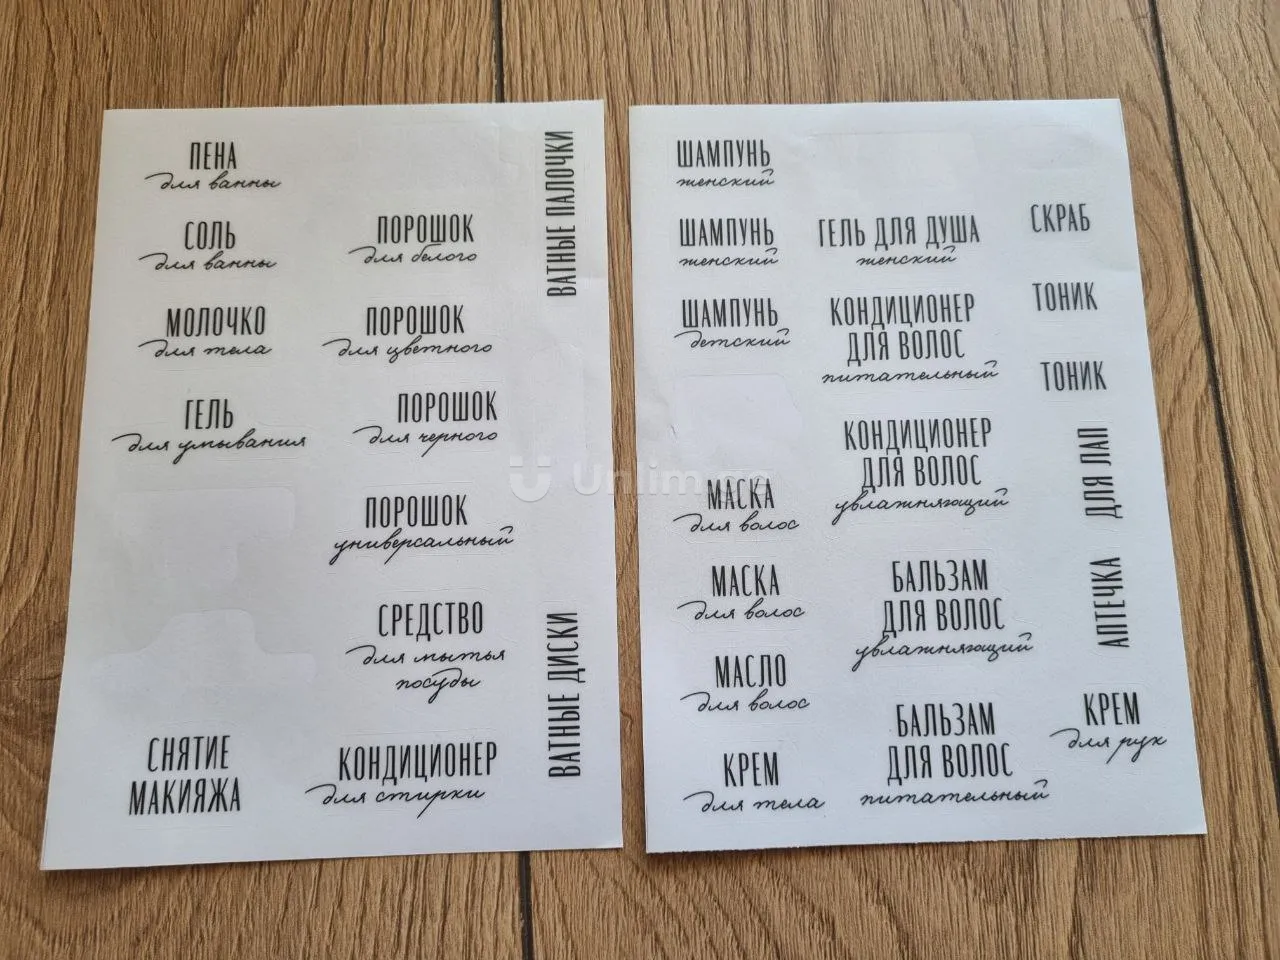 ПЕНА
для ванны
СОЛЬ
для ванны
МОЛОЧКО
для тела
ГЕЛЬ
для умывания
СНЯТИЕ
МАКИЯЖА
ПОРОШОК
для белого
ПОРОШОК
для цветного
ПОРОШОК
для черного
ПОРОШОК
универсальный
СРЕДСТВО
для мытья
посуды
КОНДИЦИОНЕР
для стирки
ВАТНЫЕ ПАЛОЧКИ
ВАТНЫЕ ДИСКИ
ШАМПУНЬ
женский
ШАМПУНЬ
женский
ШАМПУНЬ
детский
МАСКА
для волос
МАСКА
для волос
МАСЛО
для волос
КРЕМ
для тела
ГЕЛЬ ДЛЯ ДУША
женский
КОНДИЦИОНЕР
ДЛЯ ВОЛОС
питательный
КОНДИЦИОНЕР
ДЛЯ ВОЛОС
увлажняющий
БАЛЬЗАМ
ДЛЯ ВОЛОС
увлажняющий
БАЛЬЗАМ
ДЛЯ ВОЛОС
питательный
СКРАБ
ТОНИК
ТОНИК
ДЛЯ ЛАП
АПТЕЧКА
КРЕМ
для рук